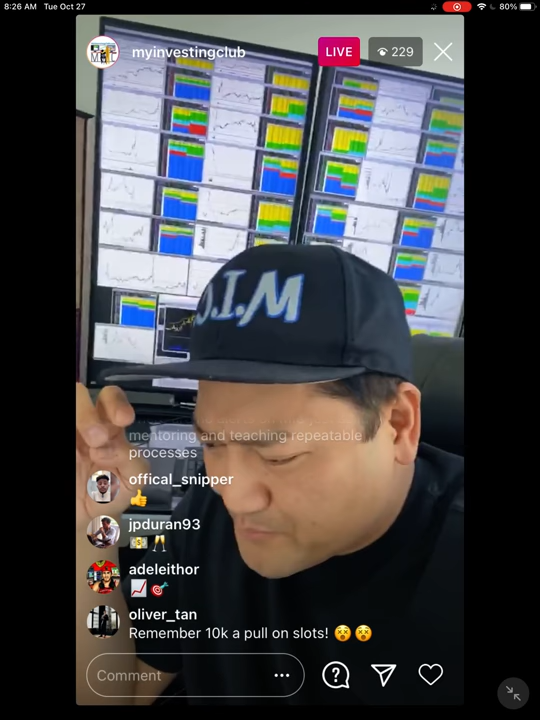 8:26 AM Tue Oct 27
80%
myinvestingclub
LIVE
229
M.I.C
mentoring and teaching repeatable
processes
offical_snipper
👍
jpduran93
💵🥂
adeleithor
📈🎯
oliver_tan
Remember 10k a pull on slots! 😵😵
Comment